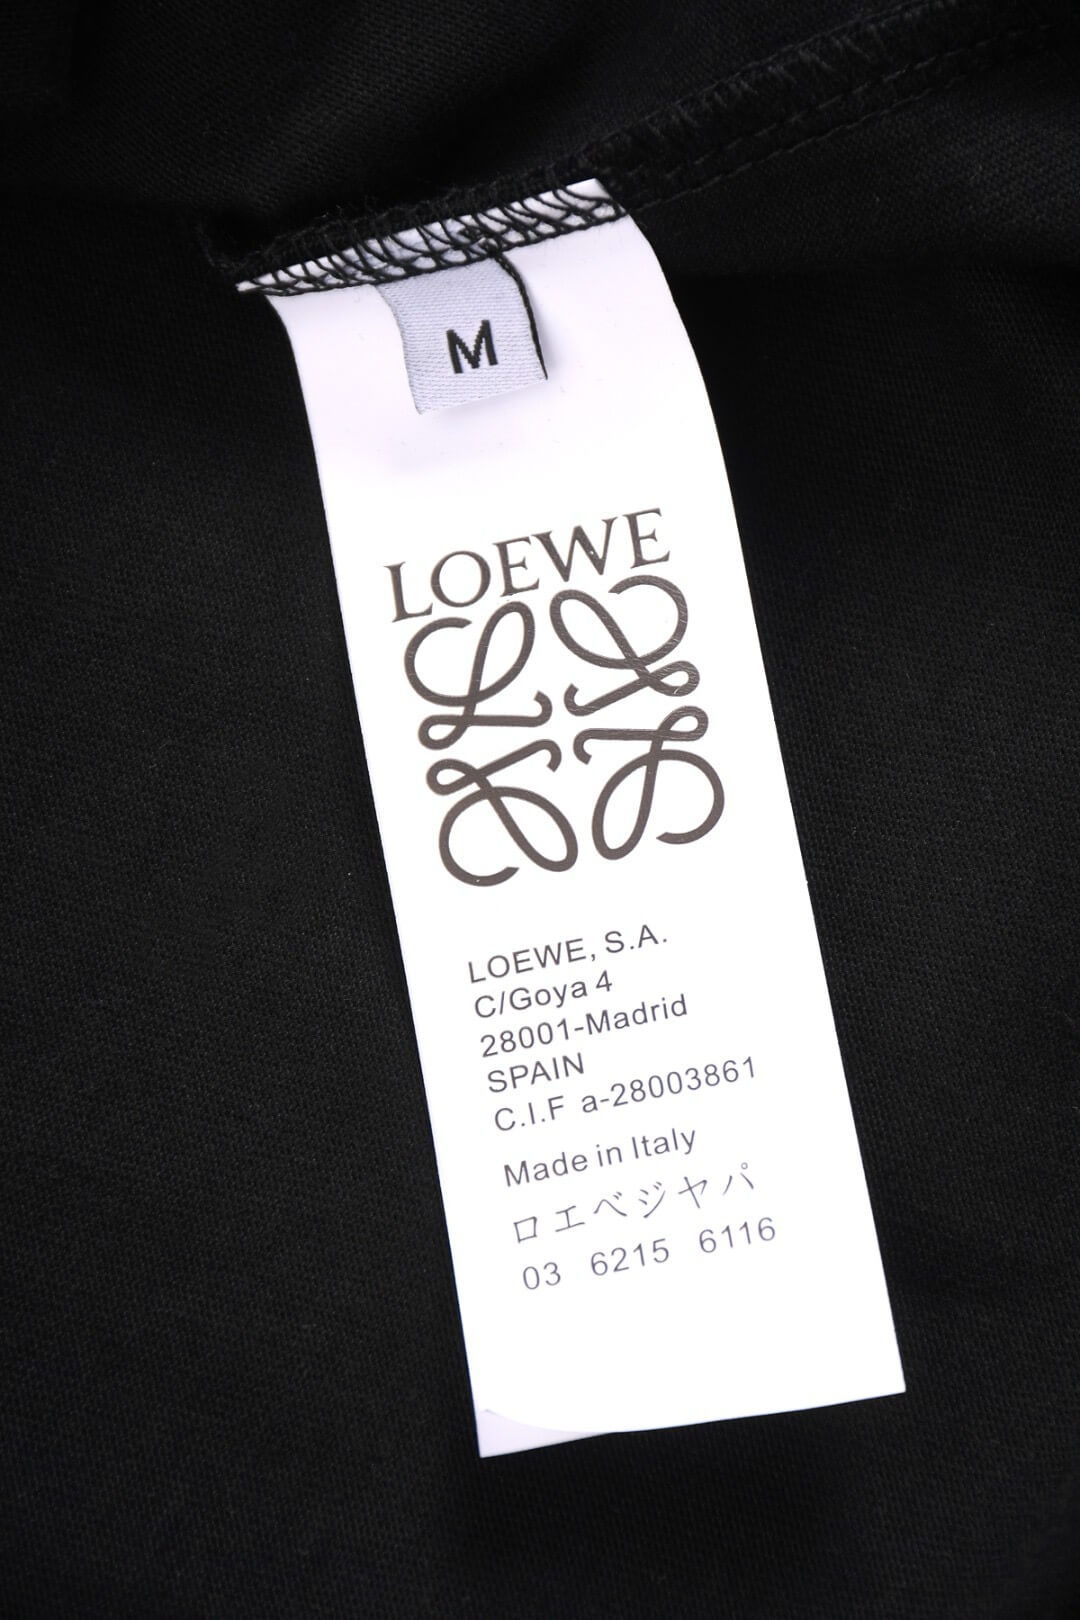 M
LOEWE
LOEWE, S.A.
C/Goya 4
28001-Madrid
SPAIN
C.I.F a-28003861
Made in Italy
ロエベジャパ
03 6215 6116